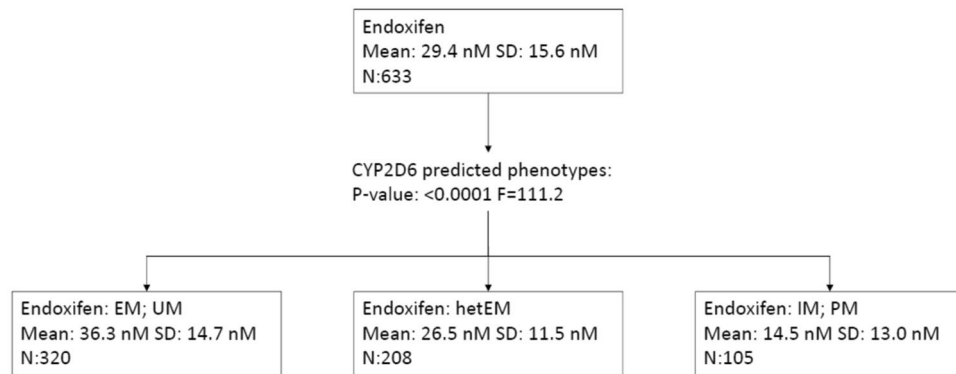 Endoxifen
Mean: 29.4 nM SD: 15.6 nM
N:633
CYP2D6 predicted phenotypes:
P-value: <0.0001 F=111.2
Endoxifen: EM; UM
Mean: 36.3 nM SD: 14.7 nM
N:320
Endoxifen: hetEM
Mean: 26.5 nM SD: 11.5 nM
N:208
Endoxifen: IM; PM
Mean: 14.5 nM SD: 13.0 nM
N:105